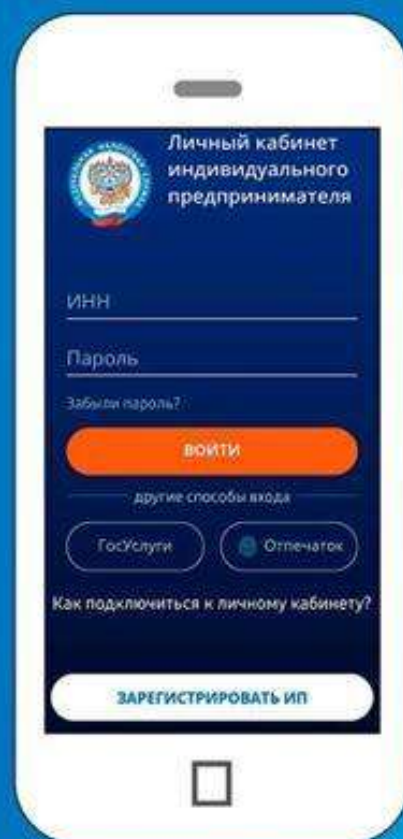 Личный кабинет
индивидуального
предпринимателя
ИНН
Пароль
Забыли пароль?
ВОЙТИ
другие способы входа
ГосУслуги
Отпечаток
Как подключиться к личному кабинету?
ЗАРЕГИСТРИРОВАТЬ ИП